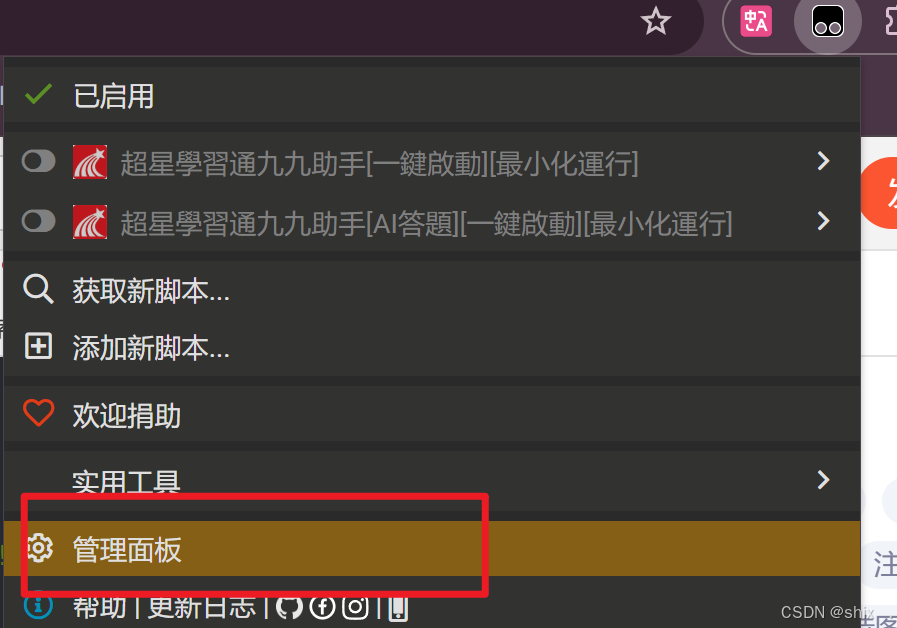 中A
已启用
超星學習通九九助手[一鍵啟動][最小化運行]
超星學習通九九助手[AI答題][一鍵啟動][最小化運行]
获取新脚本...
添加新脚本...
欢迎捐助
实用工具
管理面板
注
帮助 | 更新日志 |
CSDN @shix